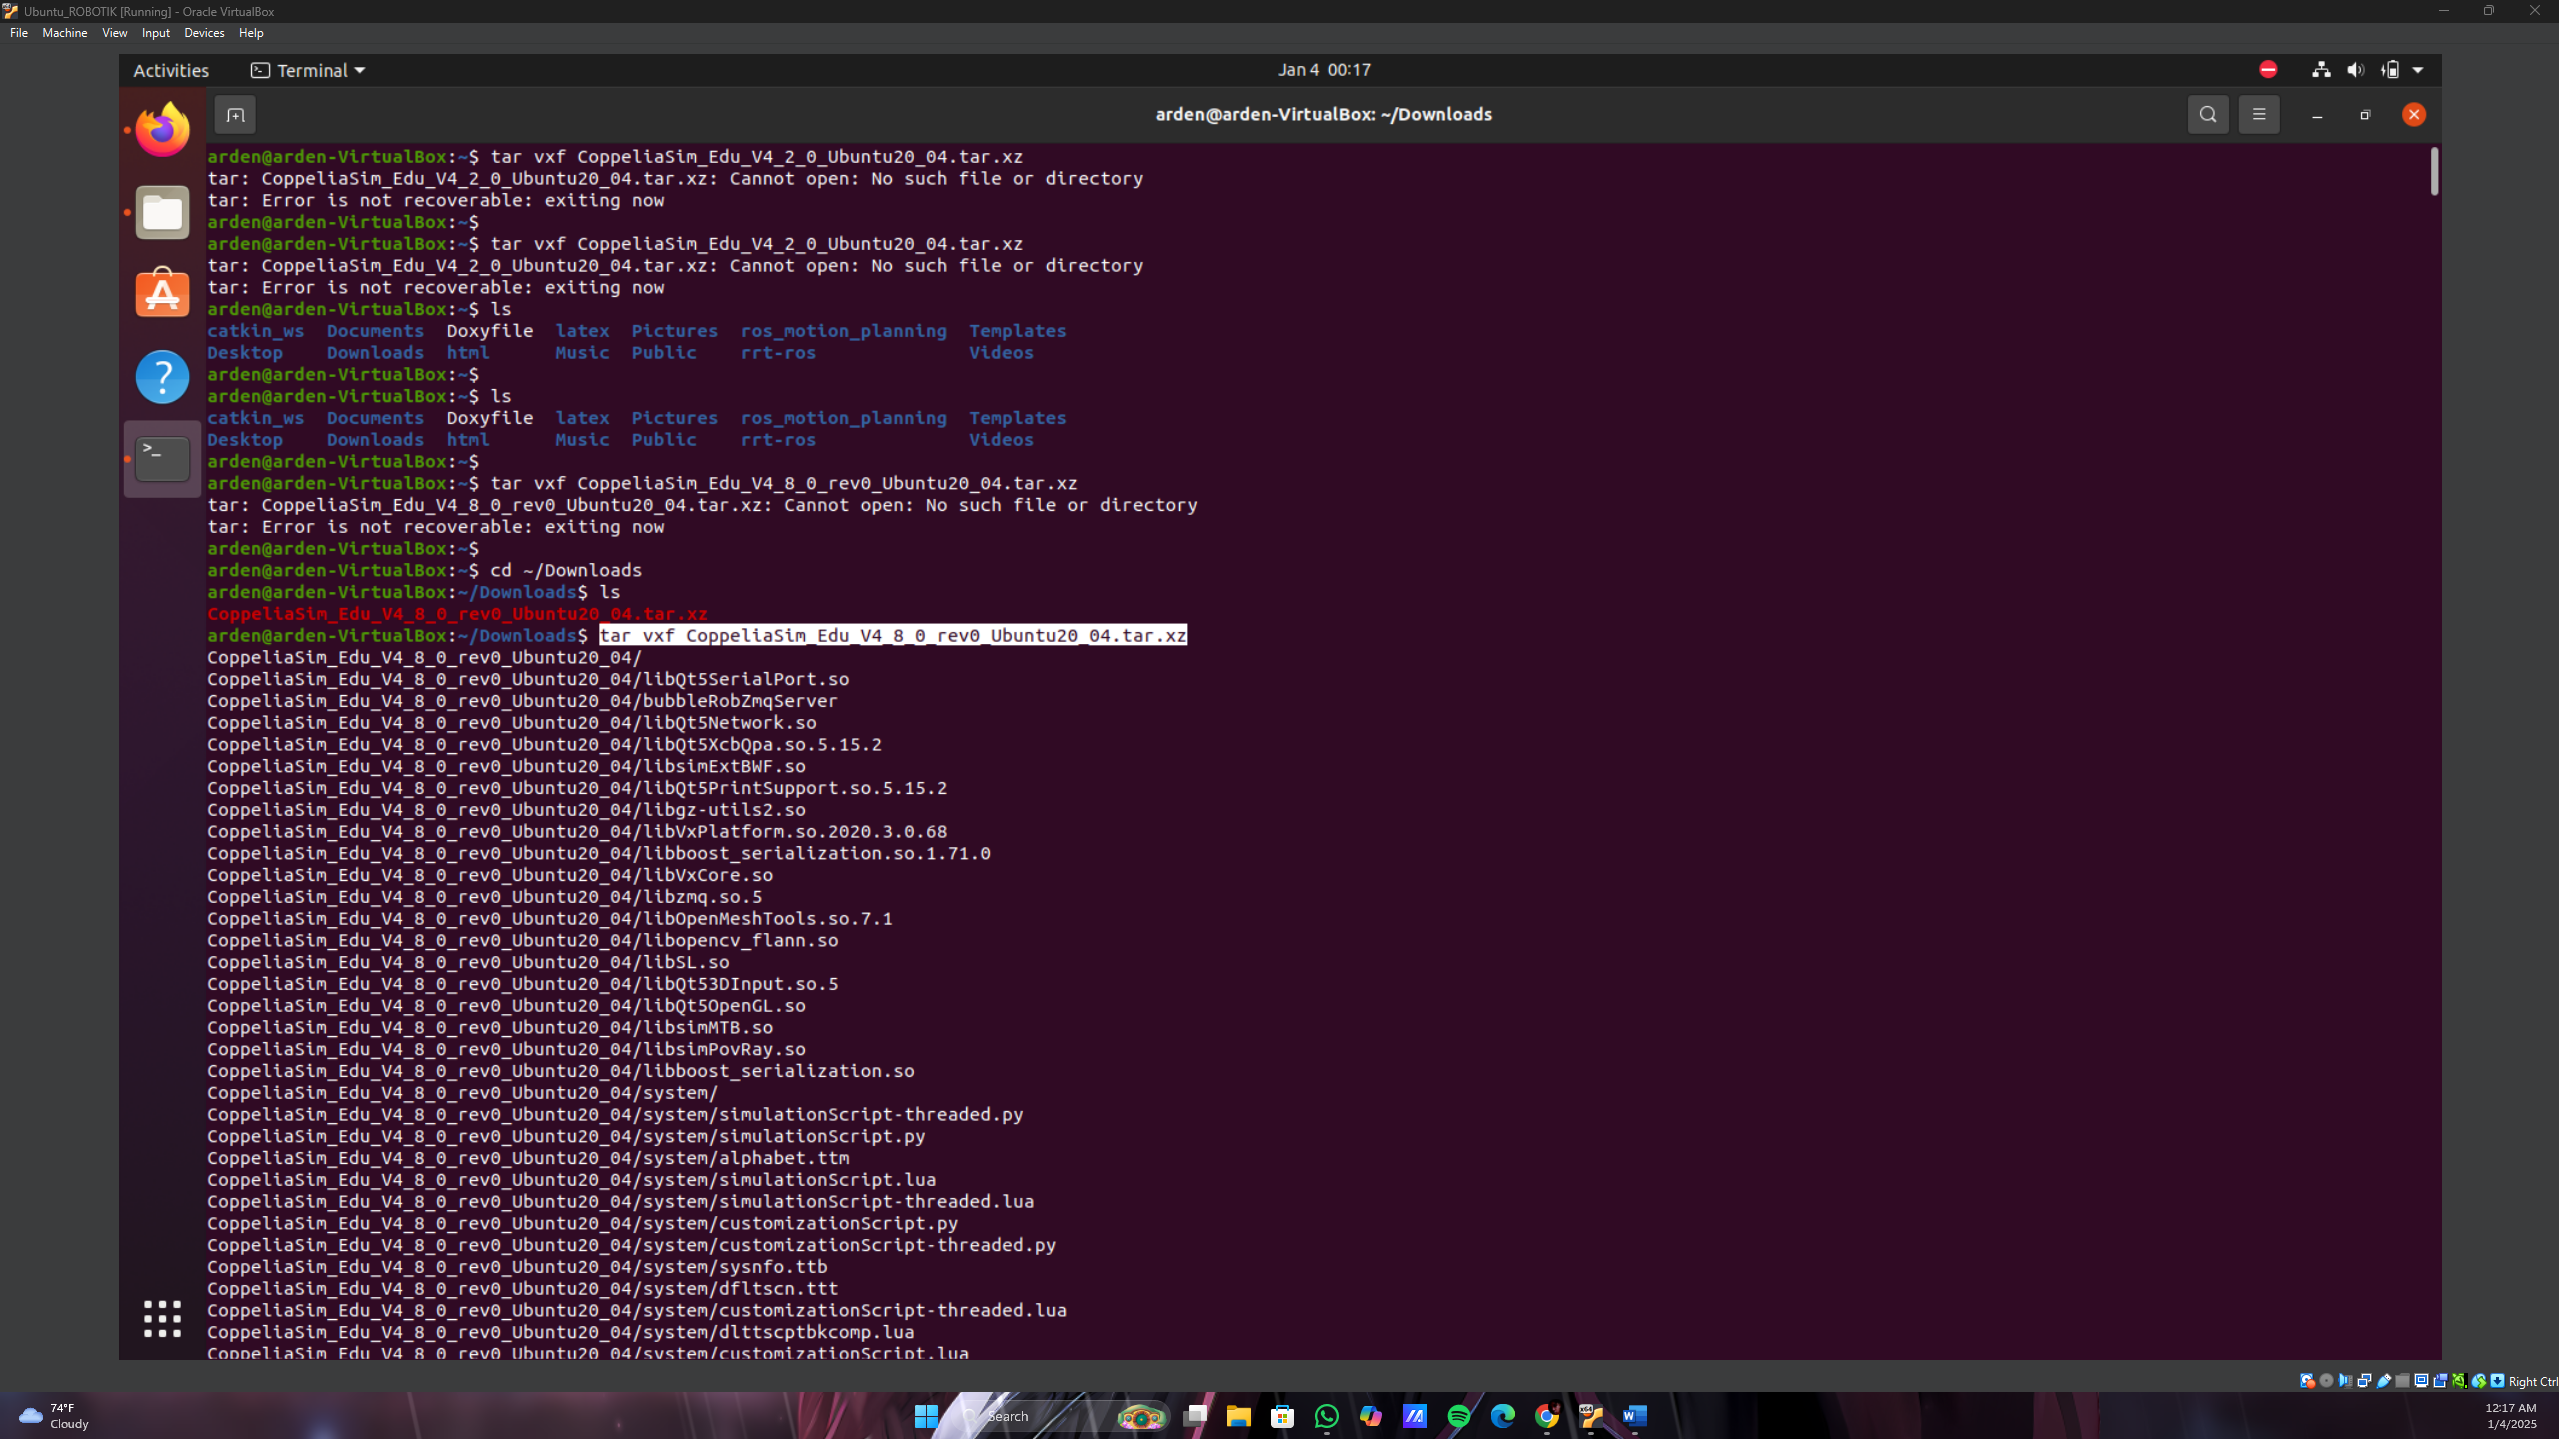 Ubuntu_ROBOTIK [Running] - Oracle VirtualBox
File Machine View Input Devices Help
Activities Terminal Jan 4 00:17
arden@arden-VirtualBox: ~/Downloads
arden@arden-VirtualBox:~$ tar vxf CoppeliaSim_Edu_V4_2_0_Ubuntu20_04.tar.xz
tar: CoppeliaSim_Edu_V4_2_0_Ubuntu20_04.tar.xz: Cannot open: No such file or directory
tar: Error is not recoverable: exiting now
arden@arden-VirtualBox:~$
arden@arden-VirtualBox:~$ tar vxf CoppeliaSim_Edu_V4_2_0_Ubuntu20_04.tar.xz
tar: CoppeliaSim_Edu_V4_2_0_Ubuntu20_04.tar.xz: Cannot open: No such file or directory
tar: Error is not recoverable: exiting now
arden@arden-VirtualBox:~$ ls
catkin_ws Documents Doxyfile latex Pictures ros_motion_planning Templates
Desktop Downloads html Music Public rrt-ros Videos
arden@arden-VirtualBox:~$
arden@arden-VirtualBox:~$ ls
catkin_ws Documents Doxyfile latex Pictures ros_motion_planning Templates
Desktop Downloads html Music Public rrt-ros Videos
arden@arden-VirtualBox:~$
arden@arden-VirtualBox:~$ tar vxf CoppeliaSim_Edu_V4_8_0_rev0_Ubuntu20_04.tar.xz
tar: CoppeliaSim_Edu_V4_8_0_rev0_Ubuntu20_04.tar.xz: Cannot open: No such file or directory
tar: Error is not recoverable: exiting now
arden@arden-VirtualBox:~$
arden@arden-VirtualBox:~$ cd ~/Downloads
arden@arden-VirtualBox:~/Downloads$ ls
CoppeliaSim_Edu_V4_8_0_rev0_Ubuntu20_04.tar.xz
arden@arden-VirtualBox:~/Downloads$ tar vxf CoppeliaSim_Edu_V4_8_0_rev0_Ubuntu20_04.tar.xz
CoppeliaSim_Edu_V4_8_0_rev0_Ubuntu20_04/
CoppeliaSim_Edu_V4_8_0_rev0_Ubuntu20_04/libQt5SerialPort.so
CoppeliaSim_Edu_V4_8_0_rev0_Ubuntu20_04/bubbleRobZmqServer
CoppeliaSim_Edu_V4_8_0_rev0_Ubuntu20_04/libQt5Network.so
CoppeliaSim_Edu_V4_8_0_rev0_Ubuntu20_04/libQt5XcbQpa.so.5.15.2
CoppeliaSim_Edu_V4_8_0_rev0_Ubuntu20_04/libsimExtBWF.so
CoppeliaSim_Edu_V4_8_0_rev0_Ubuntu20_04/libQt5PrintSupport.so.5.15.2
CoppeliaSim_Edu_V4_8_0_rev0_Ubuntu20_04/libgz-utils2.so
CoppeliaSim_Edu_V4_8_0_rev0_Ubuntu20_04/libVxPlatform.so.2020.3.0.68
CoppeliaSim_Edu_V4_8_0_rev0_Ubuntu20_04/libboost_serialization.so.1.71.0
CoppeliaSim_Edu_V4_8_0_rev0_Ubuntu20_04/libVxCore.so
CoppeliaSim_Edu_V4_8_0_rev0_Ubuntu20_04/libzmq.so.5
CoppeliaSim_Edu_V4_8_0_rev0_Ubuntu20_04/libOpenMeshTools.so.7.1
CoppeliaSim_Edu_V4_8_0_rev0_Ubuntu20_04/libopencv_flann.so
CoppeliaSim_Edu_V4_8_0_rev0_Ubuntu20_04/libSL.so
CoppeliaSim_Edu_V4_8_0_rev0_Ubuntu20_04/libQt53DInput.so.5
CoppeliaSim_Edu_V4_8_0_rev0_Ubuntu20_04/libQt5OpenGL.so
CoppeliaSim_Edu_V4_8_0_rev0_Ubuntu20_04/libsimMTB.so
CoppeliaSim_Edu_V4_8_0_rev0_Ubuntu20_04/libsimPovRay.so
CoppeliaSim_Edu_V4_8_0_rev0_Ubuntu20_04/libboost_serialization.so
CoppeliaSim_Edu_V4_8_0_rev0_Ubuntu20_04/system/
CoppeliaSim_Edu_V4_8_0_rev0_Ubuntu20_04/system/simulationScript-threaded.py
CoppeliaSim_Edu_V4_8_0_rev0_Ubuntu20_04/system/simulationScript.py
CoppeliaSim_Edu_V4_8_0_rev0_Ubuntu20_04/system/alphabet.ttm
CoppeliaSim_Edu_V4_8_0_rev0_Ubuntu20_04/system/simulationScript.lua
CoppeliaSim_Edu_V4_8_0_rev0_Ubuntu20_04/system/simulationScript-threaded.lua
CoppeliaSim_Edu_V4_8_0_rev0_Ubuntu20_04/system/customizationScript.py
CoppeliaSim_Edu_V4_8_0_rev0_Ubuntu20_04/system/customizationScript-threaded.py
CoppeliaSim_Edu_V4_8_0_rev0_Ubuntu20_04/system/sysnfo.ttb
CoppeliaSim_Edu_V4_8_0_rev0_Ubuntu20_04/system/dfltscn.ttt
CoppeliaSim_Edu_V4_8_0_rev0_Ubuntu20_04/system/customizationScript-threaded.lua
CoppeliaSim_Edu_V4_8_0_rev0_Ubuntu20_04/system/dlttscptbkcomp.lua
CoppeliaSim_Edu_V4_8_0_rev0_Ubuntu20_04/system/customizationScript.lua
Right Ctrl
74°F
Cloudy
Search
12:17 AM
1/4/2025